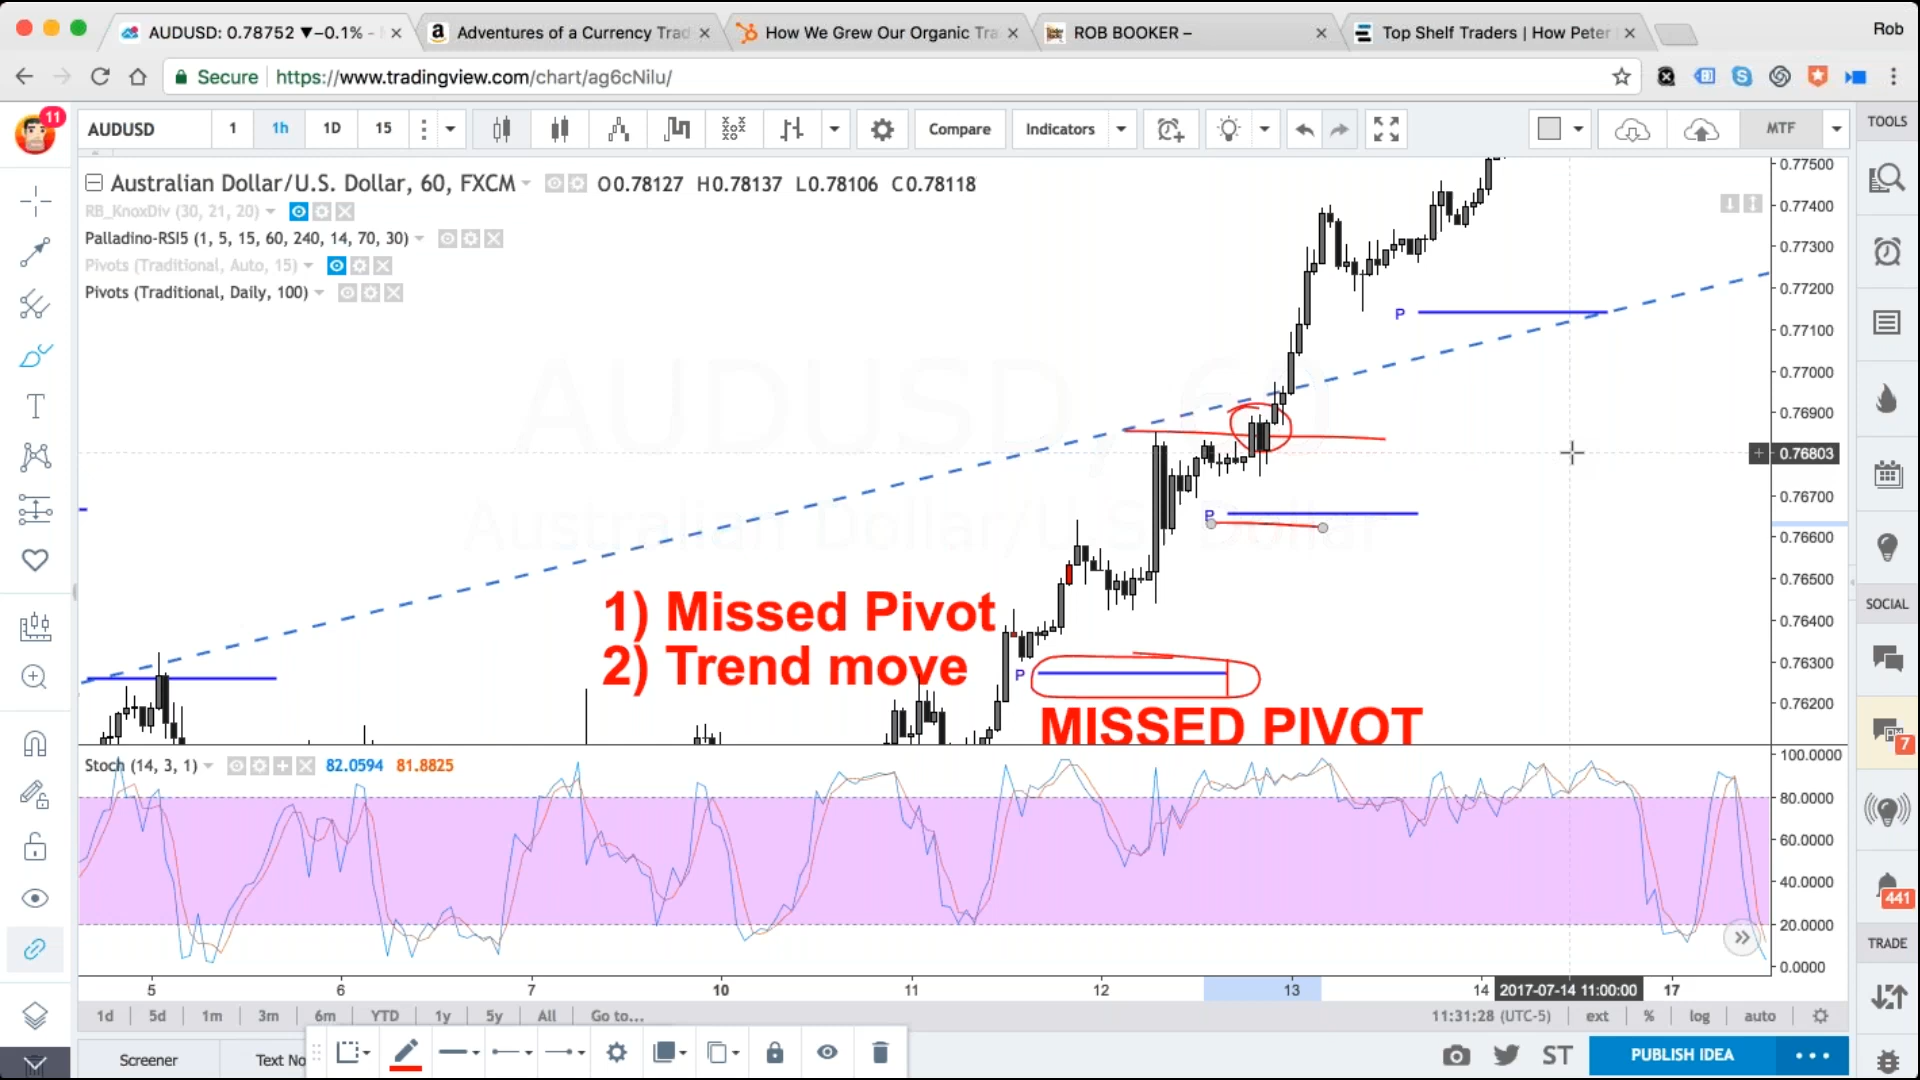 AUDUSD: 0.78752 ▼−0.1% -
Adventures of a Currency Trad
How We Grew Our Organic Tra
ROB BOOKER –
Top Shelf Traders | How Peter
Rob
Secure https://www.tradingview.com/chart/ag6cNilu/
11
AUDUSD 1 1h 1D 15 Compare Indicators MTF
TOOLS
Australian Dollar/U.S. Dollar, 60, FXCM O0.78127 H0.78137 L0.78106 C0.78118
RB_KnoxDiv (30, 21, 20)
Palladino-RSI5 (1, 5, 15, 60, 240, 14, 70, 30)
Pivots (Traditional, Auto, 15)
Pivots (Traditional, Daily, 100)
0.77500
0.77400
0.77300
0.77200
0.77100
0.77000
0.76900
0.76803
0.76700
0.76600
0.76500
0.76400
0.76300
0.76200
AUDUSD, 60
Australian Dollar/U.S. Dollar
P
P
P
1) Missed Pivot
2) Trend move
MISSED PIVOT
SOCIAL
7
441
TRADE
Stoch (14, 3, 1) 82.0594 81.8825
100.0000
80.0000
60.0000
40.0000
20.0000
0.0000
5 6 7 10 11 12 13 14 2017-07-14 11:00:00 17
1d 5d 1m 3m 6m YTD 1y 5y All Go to... 11:31:28 (UTC-5) ext % log auto
Screener Text No ST PUBLISH IDEA